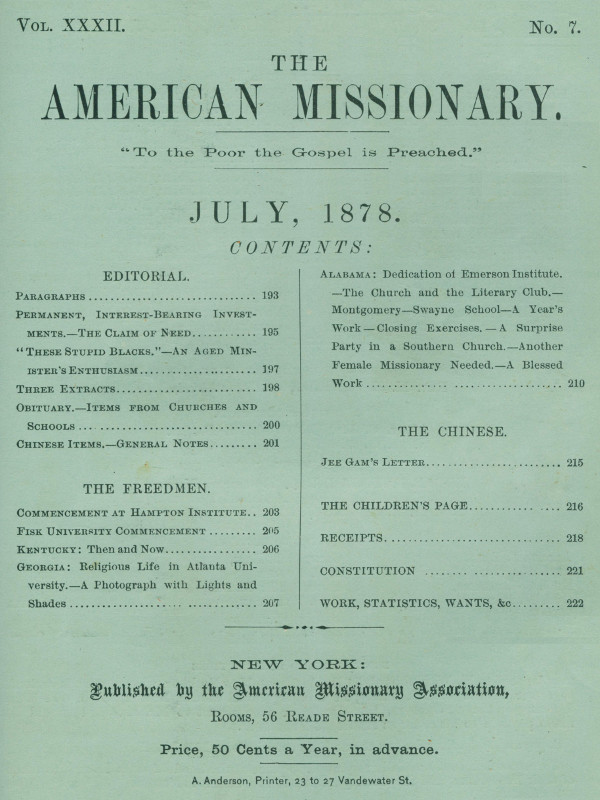 VOL. XXXII.
No. 7.
THE
AMERICAN MISSIONARY.
"To the Poor the Gospel is Preached."
JULY, 1878.
CONTENTS:
EDITORIAL.
PARAGRAPHS .............................. 193
PERMANENT, INTEREST-BEARING INVEST-
MENTS.—THE CLAIM OF NEED............ 195
"THESE STUPID BLACKS."—AN AGED MIN-
ISTER'S ENTHUSIASM..................... 197
THREE EXTRACTS......................... 198
OBITUARY.—ITEMS FROM CHURCHES AND
SCHOOLS ... ............................ 200
CHINESE ITEMS.—GENERAL NOTES......... 201
THE FREEDMEN.
COMMENCEMENT AT HAMPTON INSTITUTE.. 203
FISK UNIVERSITY COMMENCEMENT ......... 205
KENTUCKY: Then and Now................ 206
GEORGIA: Religious Life in Atlanta Uni-
versity.—A Photograph with Lights and
Shades .................... ............ 207
ALABAMA: Dedication of Emerson Institute.
—The Church and the Literary Club.—
Montgomery—Swayne School—A Year's
Work—Closing Exercises.—A Surprise
Party in a Southern Church.—Another
Female Missionary Needed.—A Blessed
Work .............. ................... 210
THE CHINESE.
JEE GAM'S LETTER........................ 215
THE CHILDREN'S PAGE........... .... 216
RECEIPTS............................... 218
CONSTITUTION ........ ................. 221
WORK, STATISTICS, WANTS, &c......... 222
NEW YORK:
Published by the American Missionary Association,
ROOMS, 56 READE STREET.
Price, 50 Cents a Year, in advance.
A. Anderson, Printer, 23 to 27 Vandewater St.